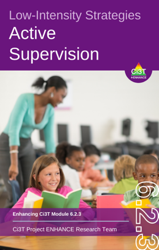 Low-Intensity Strategies
Active
Supervision
Ci3T
ENHANCE
Enhancing Ci3T Module 6.2.3
Ci3T Project ENHANCE Research Team
6.2.3